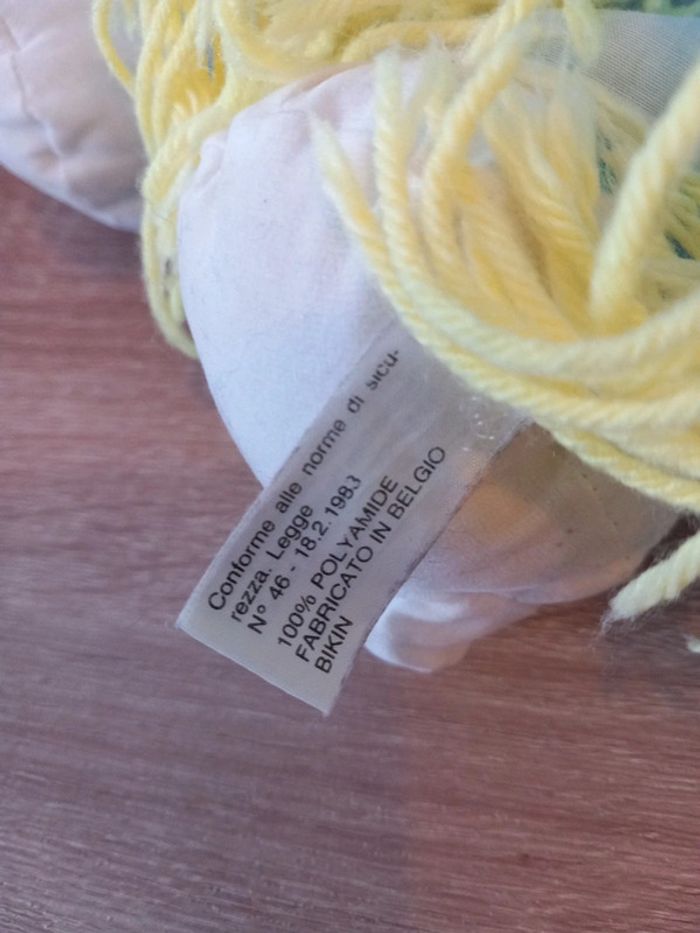 Conforme alle norme di sicu-
rezza. Legge
N° 46 - 18.2.1983
100% POLYAMIDE
FABRICATO IN BELGIO
BIKIN